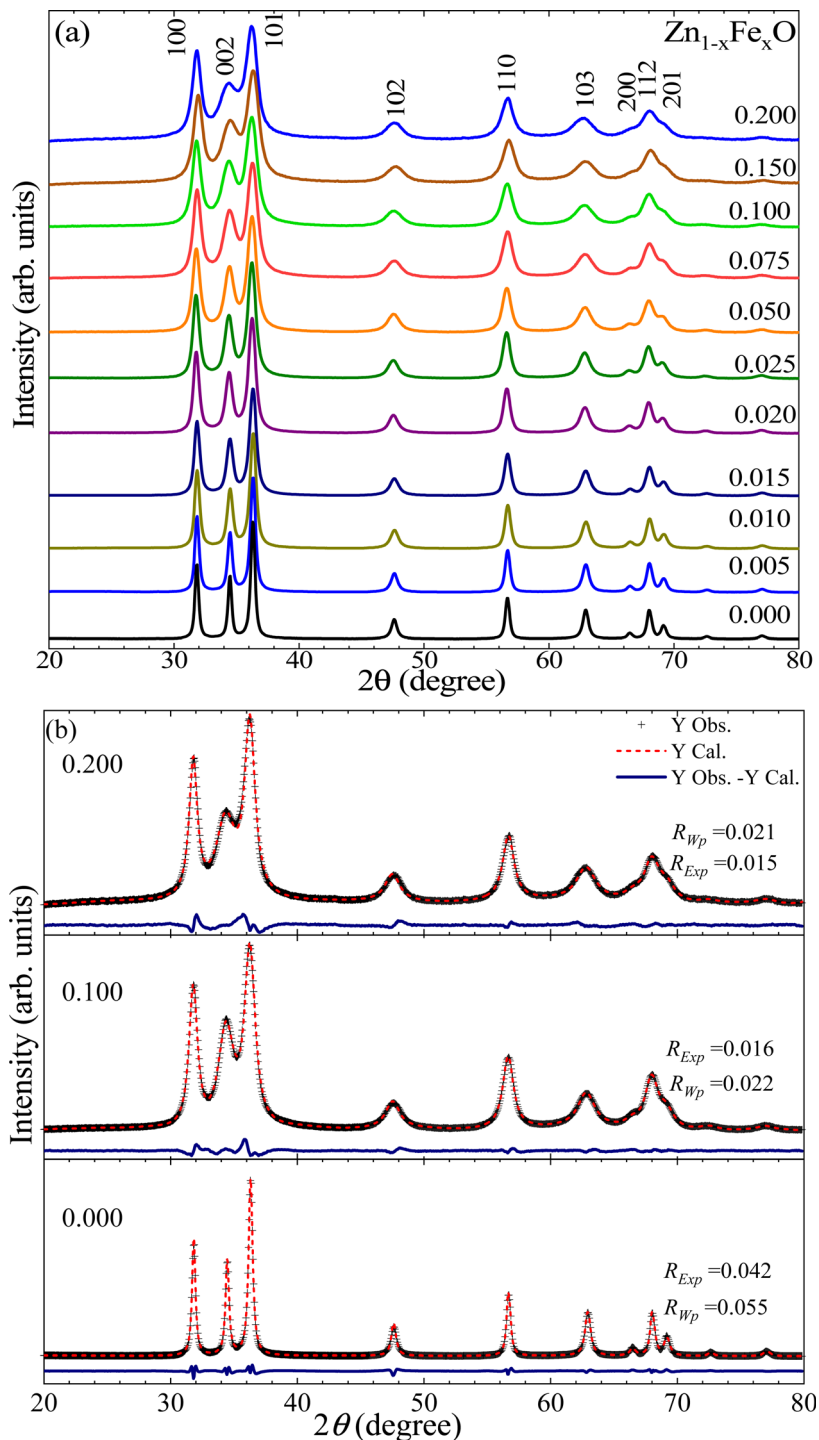 (a)
Zn1-xFexO
100
002
101
102
110
103
200
112
201
0.200
0.150
0.100
0.075
0.050
0.025
0.020
0.015
0.010
0.005
0.000
Intensity (arb. units)
20 30 40 50 60 70 80
2θ (degree)
(b)
+ Y Obs.
Y Cal.
Y Obs. -Y Cal.
0.200
RWp =0.021
RExp =0.015
0.100
RExp =0.016
RWp =0.022
0.000
RExp =0.042
RWp =0.055
Intensity (arb. units)
20 30 40 50 60 70 80
2θ (degree)